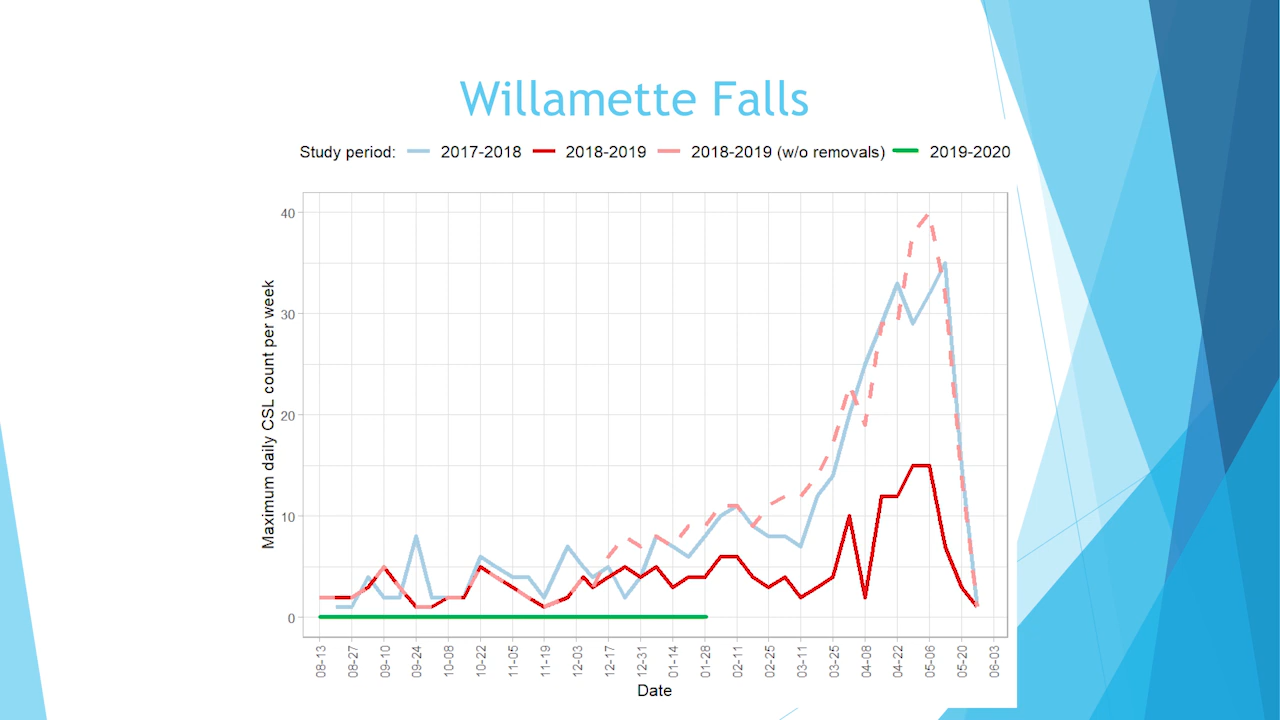 Willamette Falls
Study period: 2017-2018 2018-2019 2018-2019 (w/o removals) 2019-2020
Maximum daily CSL count per week
40
30
20
10
0
08-13 08-27 09-10 09-24 10-08 10-22 11-05 11-19 12-03 12-17 12-31 01-14 01-28 02-11 02-25 03-11 03-25 04-08 04-22 05-06 05-20 06-03
Date